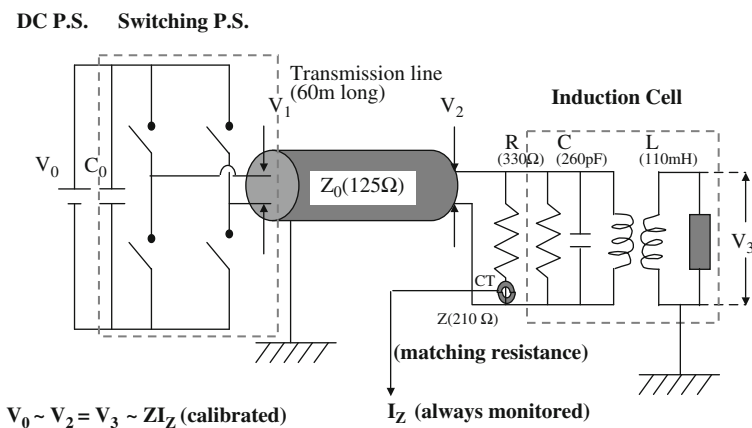 DC P.S. Switching P.S.
Transmission line
(60m long)
V1
V2
Induction Cell
R
(330Ω)
C
(260pF)
L
(110mH)
V0
C0
Z0(125Ω)
V3
CT
Z(210 Ω)
(matching resistance)
V0 ~ V2 = V3 ~ ZIZ (calibrated)
IZ (always monitored)